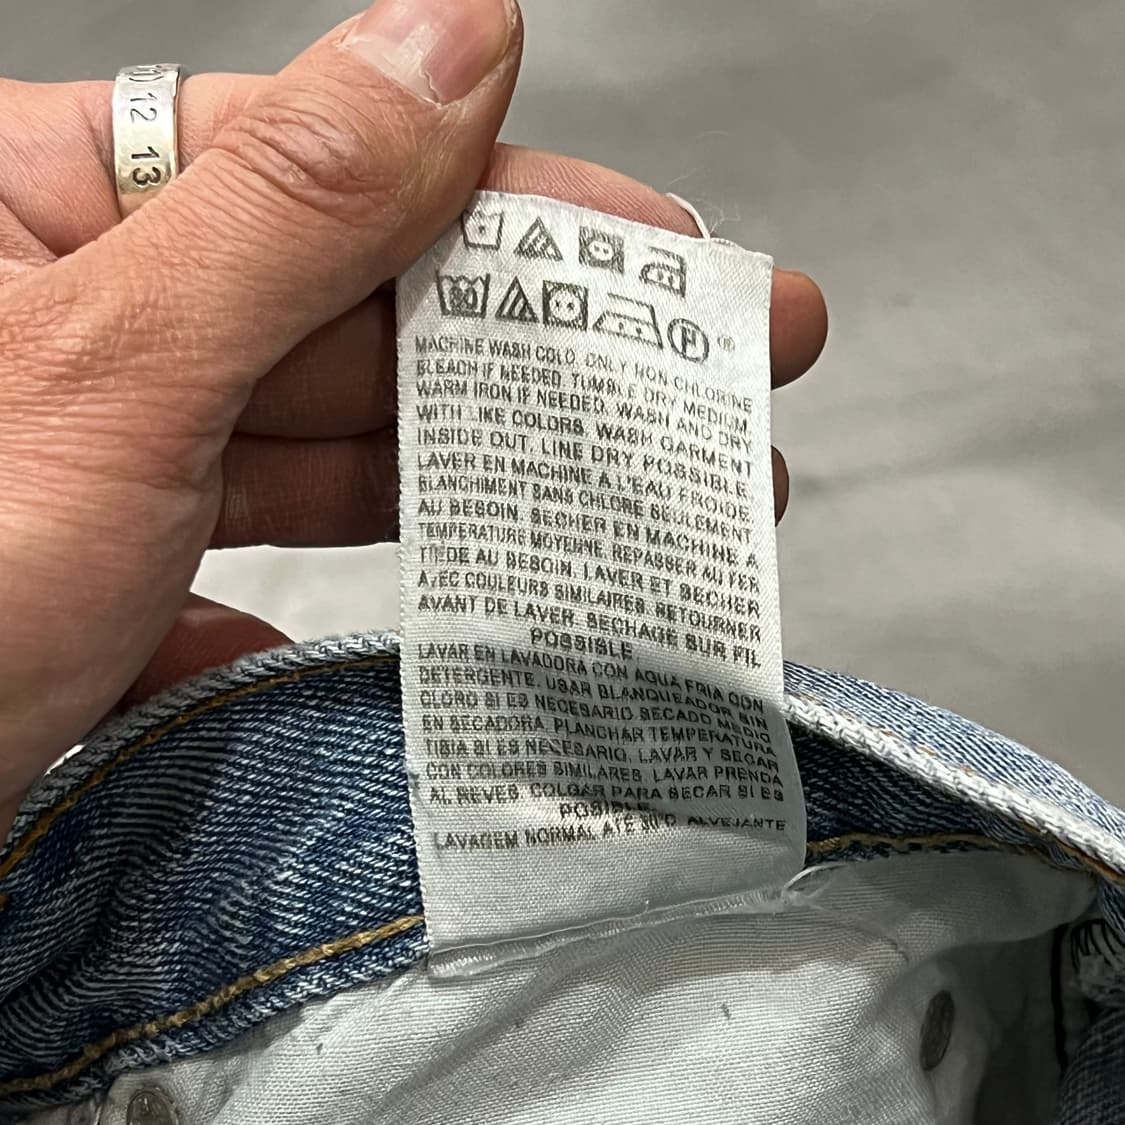 12 13
30
P ®
MACHINE WASH COLD. ONLY NON CHLORINE
BLEACH IF NEEDED. TUMBLE DRY MEDIUM.
WARM IRON IF NEEDED. WASH AND DRY
WITH LIKE COLORS. WASH GARMENT
INSIDE OUT. LINE DRY POSSIBLE.
LAVER EN MACHINE A L'EAU FROIDE.
BLANCHIMENT SANS CHLORE SEULEMENT
AU BESOIN. SECHER EN MACHINE A
TEMPERATURE MOYENNE. REPASSER AU FER
TIEDE AU BESOIN. LAVER ET SECHER
AVEC COULEURS SIMILAIRES. RETOURNER
AVANT DE LAVER. SECHAGE SUR FIL
POSSIBLE.
LAVAR EN LAVADORA CON AGUA FRIA CON
DETERGENTE. USAR BLANQUEADOR SIN
CLORO SI ES NECESARIO. SECADO MEDIO
EN SECADORA. PLANCHAR TEMPERATURA
TIBIA SI ES NECESARIO. LAVAR Y SECAR
CON COLORES SIMILARES. LAVAR PRENDA
AL REVES. COLGAR PARA SECAR SI ES
POSIBLE.
LAVAGEM NORMAL ATÉ 30°C. ALVEJANTE